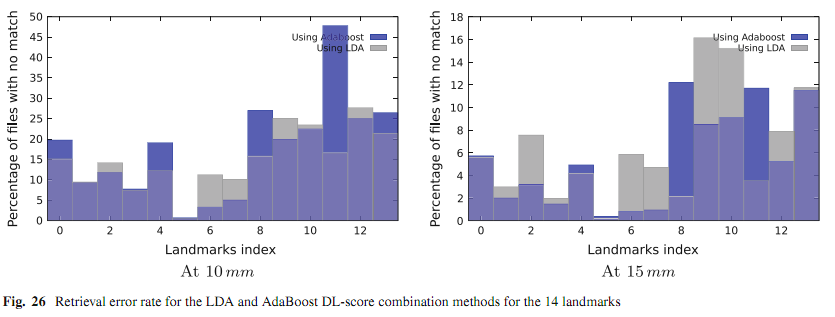 50
45
40
35
30
25
20
15
10
5
0
Percentage of files with no match
Using Adaboost
Using LDA
0 2 4 6 8 10 12
Landmarks index
At 10 mm
18
16
14
12
10
8
6
4
2
0
Percentage of files with no match
Using Adaboost
Using LDA
0 2 4 6 8 10 12
Landmarks index
At 15 mm
Fig. 26 Retrieval error rate for the LDA and AdaBoost DL-score combination methods for the 14 landmarks